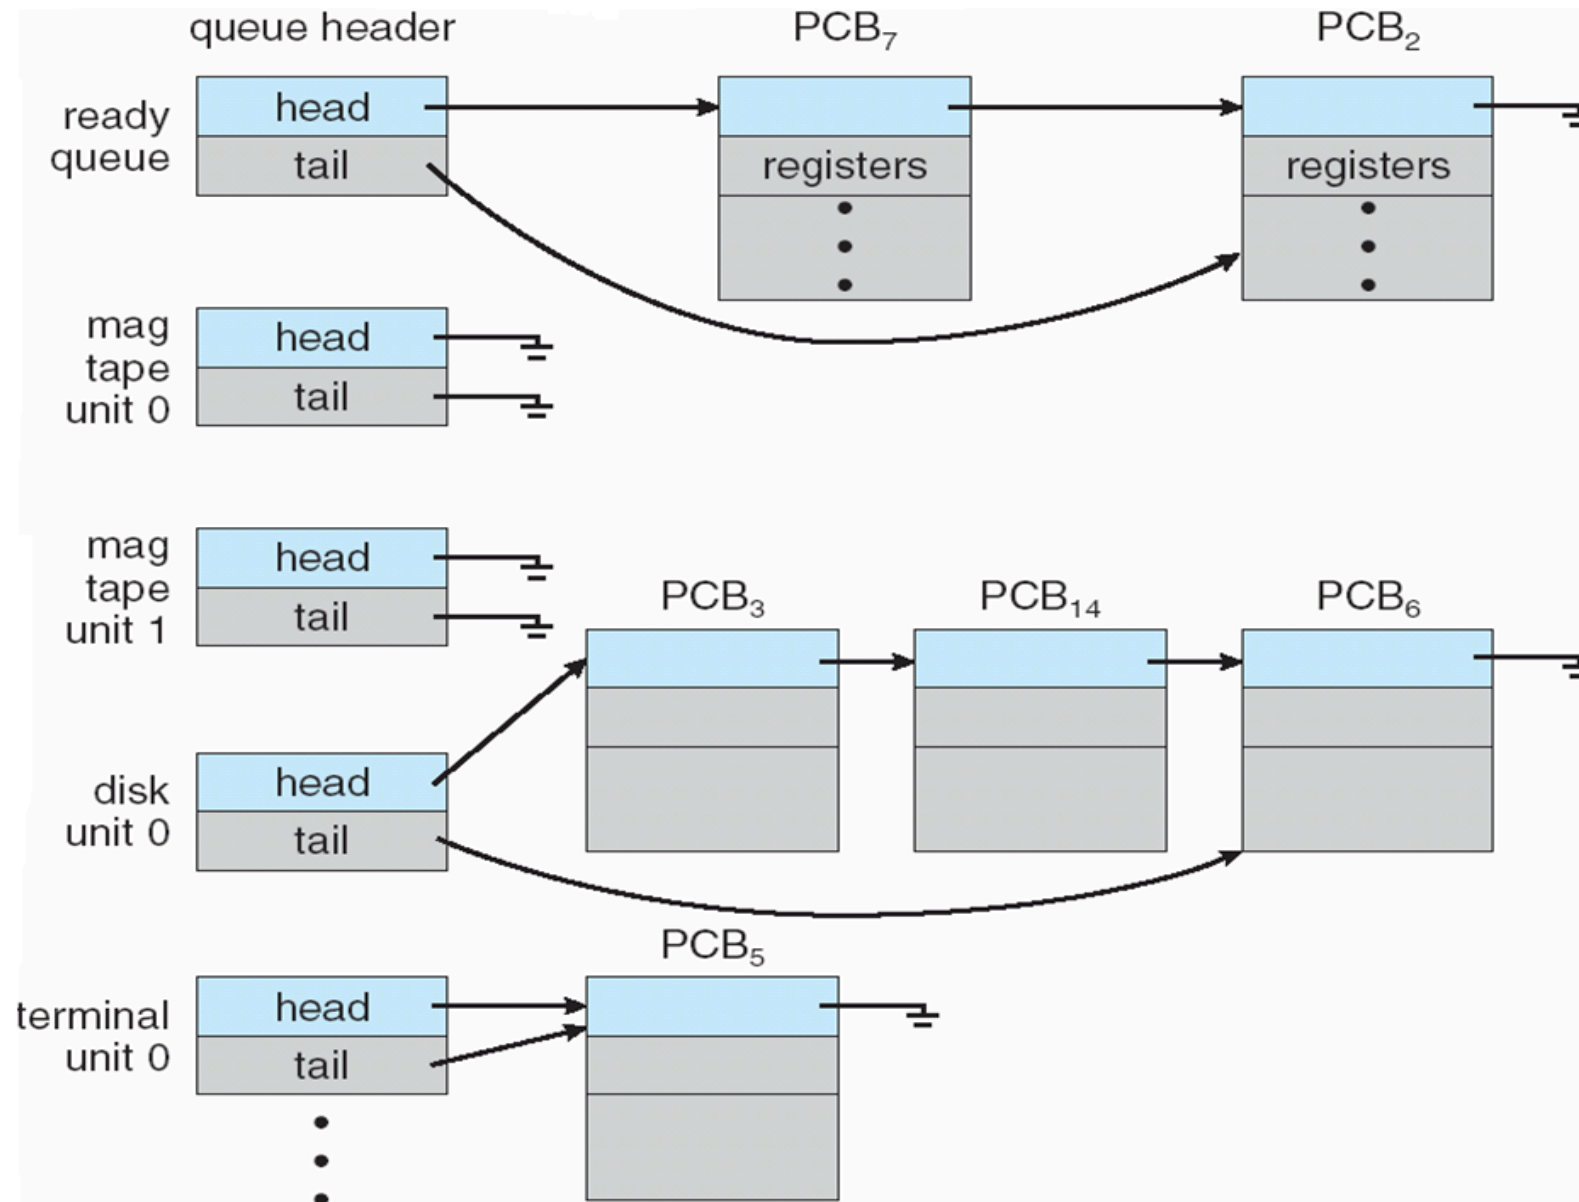 queue header
PCB₇
PCB₂
ready
queue
head
tail
registers
registers
mag
tape
unit 0
head
tail
mag
tape
unit 1
head
tail
PCB₃
PCB₁₄
PCB₆
disk
unit 0
head
tail
PCB₅
terminal
unit 0
head
tail